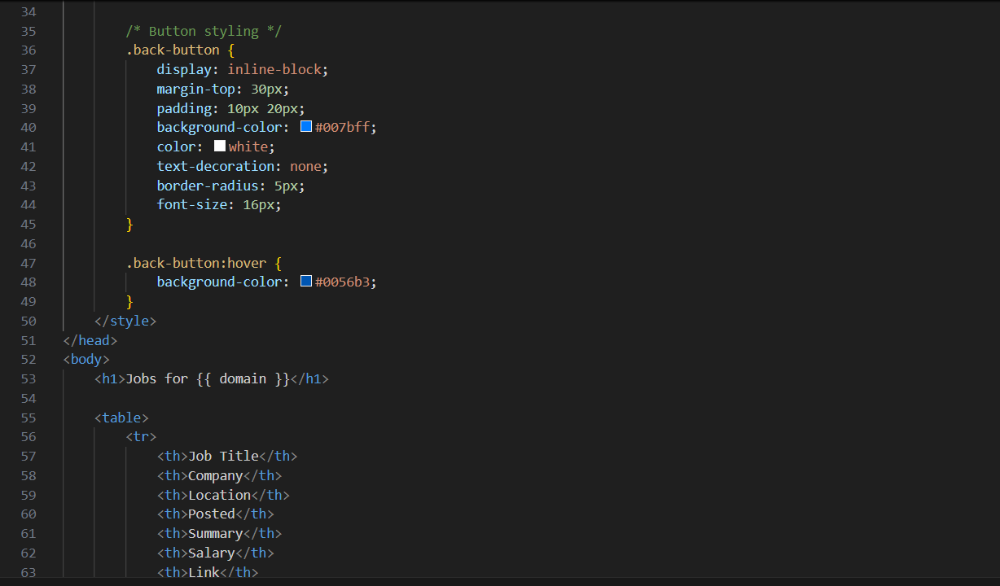 34
35 /* Button styling */
36 .back-button {
37 display: inline-block;
38 margin-top: 30px;
39 padding: 10px 20px;
40 background-color: #007bff;
41 color: white;
42 text-decoration: none;
43 border-radius: 5px;
44 font-size: 16px;
45 }
46
47 .back-button:hover {
48 background-color: #0056b3;
49 }
50 </style>
51 </head>
52 <body>
53 <h1>Jobs for {{ domain }}</h1>
54
55 <table>
56 <tr>
57 <th>Job Title</th>
58 <th>Company</th>
59 <th>Location</th>
60 <th>Posted</th>
61 <th>Summary</th>
62 <th>Salary</th>
63 <th>Link</th>